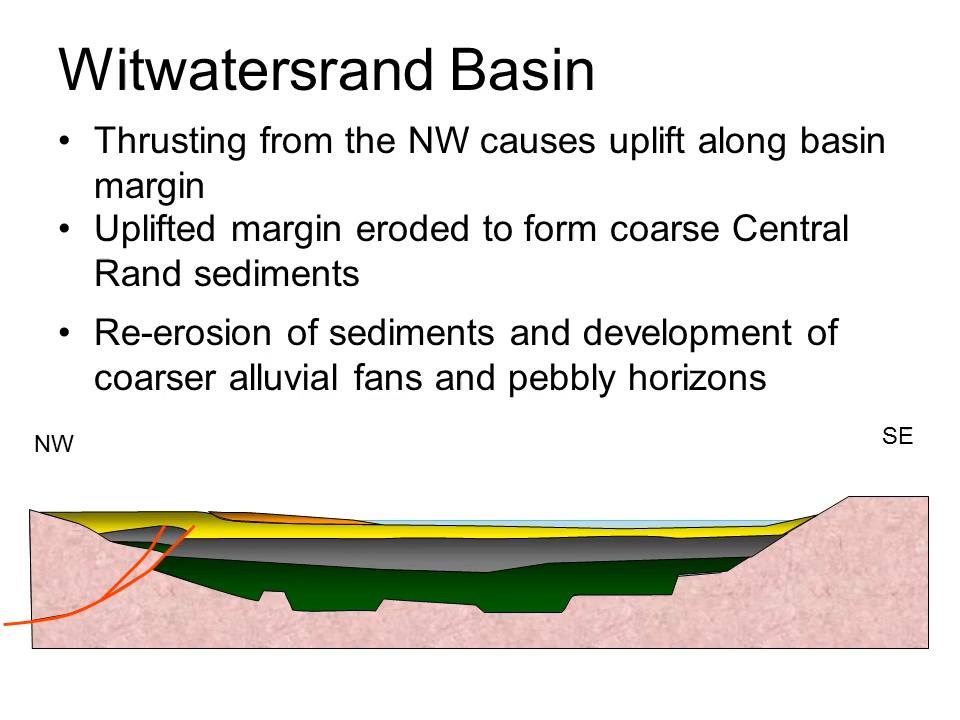 Witwatersrand Basin
• Thrusting from the NW causes uplift along basin
margin
• Uplifted margin eroded to form coarse Central
Rand sediments
• Re-erosion of sediments and development of
coarser alluvial fans and pebbly horizons
NW
SE